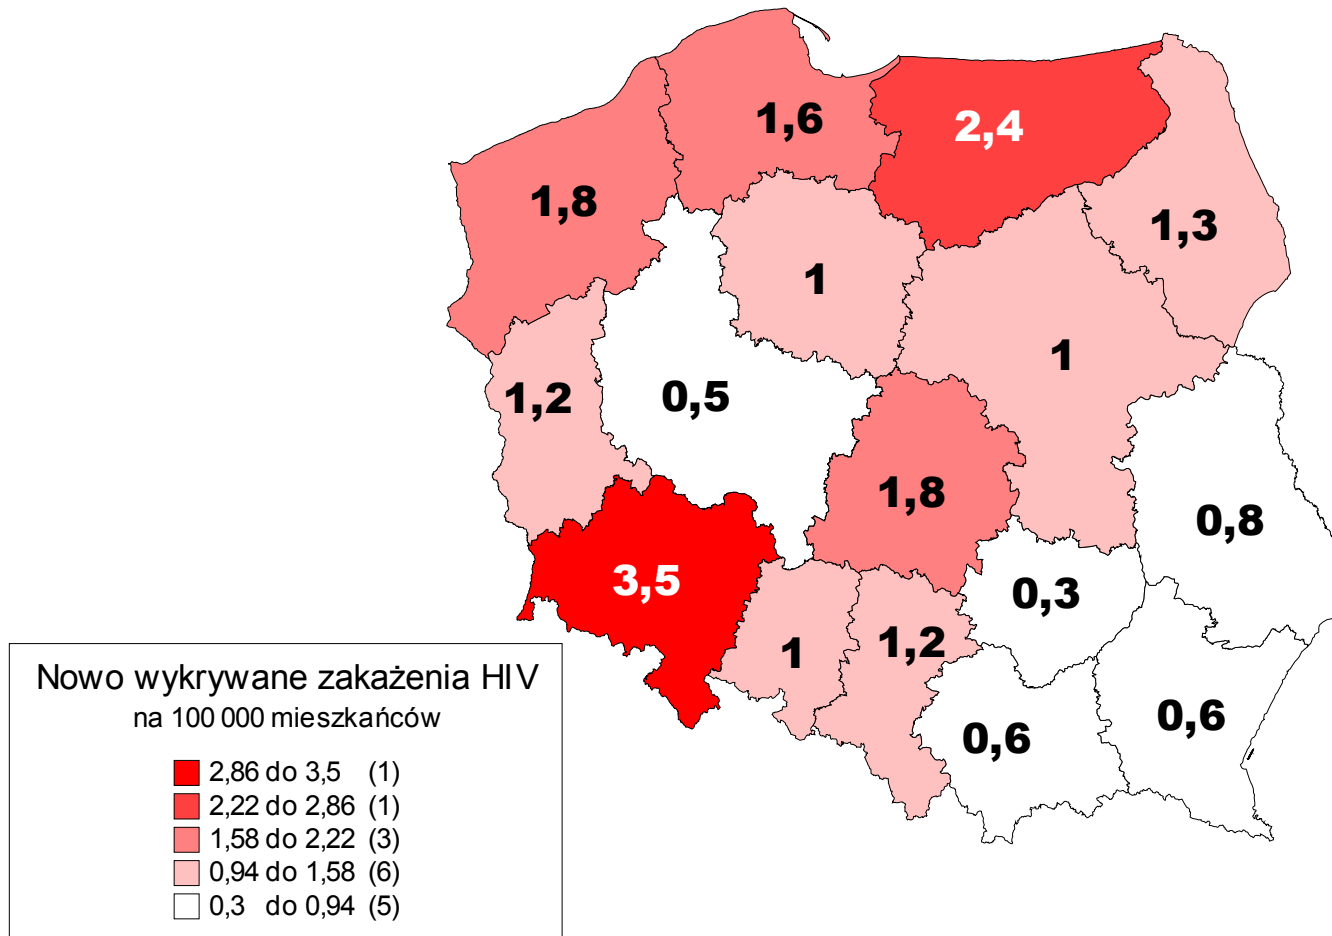 1,6
2,4
1,8
1,3
1
1
1,2
0,5
1,8
0,8
3,5
0,3
1
1,2
0,6
0,6
Nowo wykrywane zakażenia HIV
na 100 000 mieszkańców
2,86 do 3,5 (1)
2,22 do 2,86 (1)
1,58 do 2,22 (3)
0,94 do 1,58 (6)
0,3 do 0,94 (5)